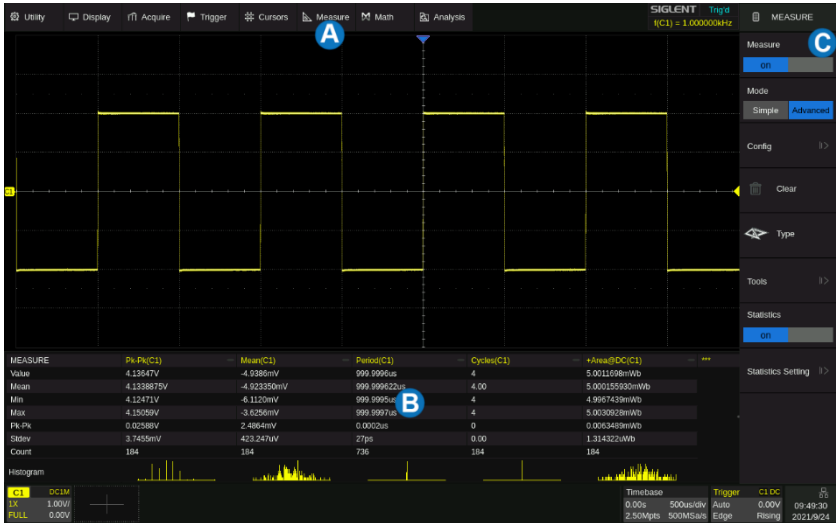 Utility Display Acquire Trigger Cursors Measure Math Analysis SIGLENT Trig'd MEASURE
f(C1) = 1.000000kHz
A
C
Measure
on
Mode
Simple Advanced
Config
C1
Clear
Type
Tools
Statistics
on
Statistics Setting
MEASURE Pk-Pk(C1) Mean(C1) Period(C1) Cycles(C1) +Area@DC(C1) ***
Value 4.13647V -4.9386mV 999.9996us 4 5.0011698mWb
Mean 4.1338875V -4.923350mV 999.999622us 4.00 5.000155930mWb
Min 4.12471V -6.1120mV 999.9995us 4 4.9967439mWb
B
Max 4.15059V -3.6256mV 999.9997us 4 5.0030928mWb
Pk-Pk 0.02588V 2.4864mV 0.0002us 0 0.0063489mWb
Stdev 3.7455mV 423.247uV 27ps 0.00 1.314322uWb
Count 184 184 736 184 184
Histogram
C1 DC1M
1X 1.00V/
FULL 0.00V
Timebase Trigger C1 DC
0.00s 500us/div Auto 0.00V 09:49:30
2.50Mpts 500MSa/s Edge Rising 2021/9/24